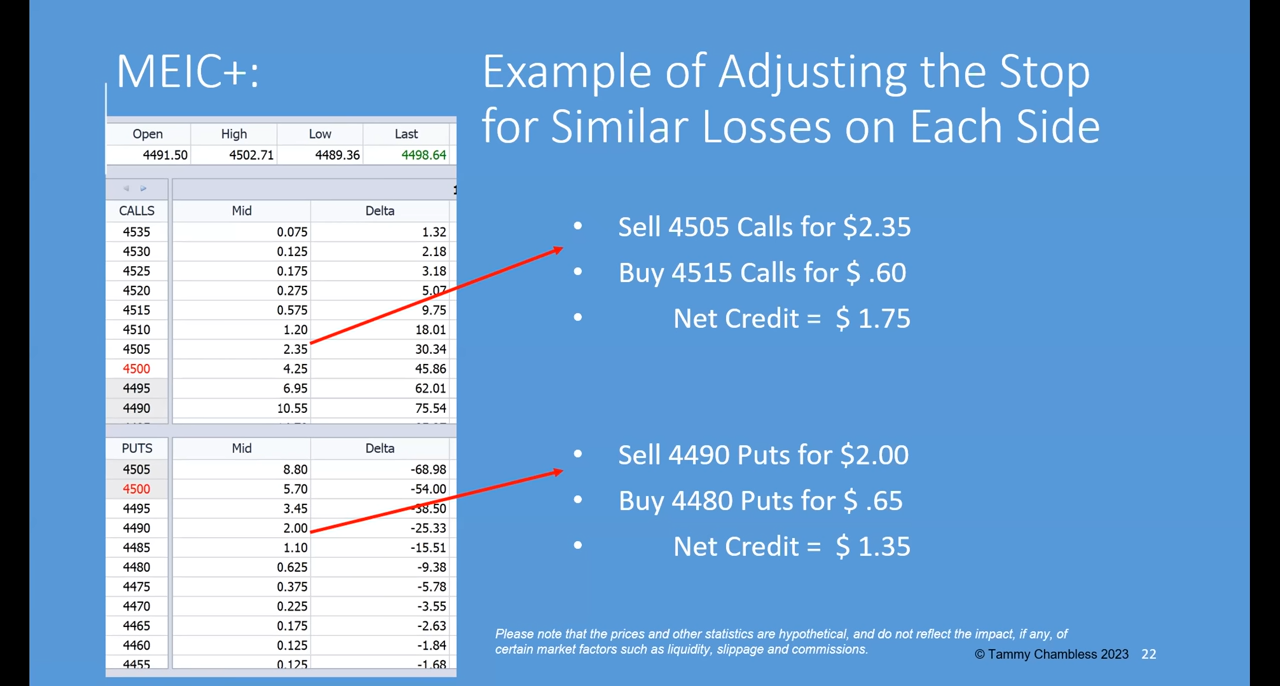 MEIC+:
Example of Adjusting the Stop
for Similar Losses on Each Side
Open High Low Last
4491.50 4502.71 4489.36 4498.64
CALLS Mid Delta
4535 0.075 1.32
4530 0.125 2.18
4525 0.175 3.18
4520 0.275 5.07
4515 0.575 9.75
4510 1.20 18.01
4505 2.35 30.34
4500 4.25 45.86
4495 6.95 62.01
4490 10.55 75.54
PUTS Mid Delta
4505 8.80 -68.98
4500 5.70 -54.00
4495 3.45 -38.50
4490 2.00 -25.33
4485 1.10 -15.51
4480 0.625 -9.38
4475 0.375 -5.78
4470 0.225 -3.55
4465 0.175 -2.63
4460 0.125 -1.84
4455 0.125 -1.68
• Sell 4505 Calls for $2.35
• Buy 4515 Calls for $ .60
• Net Credit = $ 1.75
• Sell 4490 Puts for $2.00
• Buy 4480 Puts for $ .65
• Net Credit = $ 1.35
Please note that the prices and other statistics are hypothetical, and do not reflect the impact, if any, of
certain market factors such as liquidity, slippage and commissions.
© Tammy Chambless 2023 22